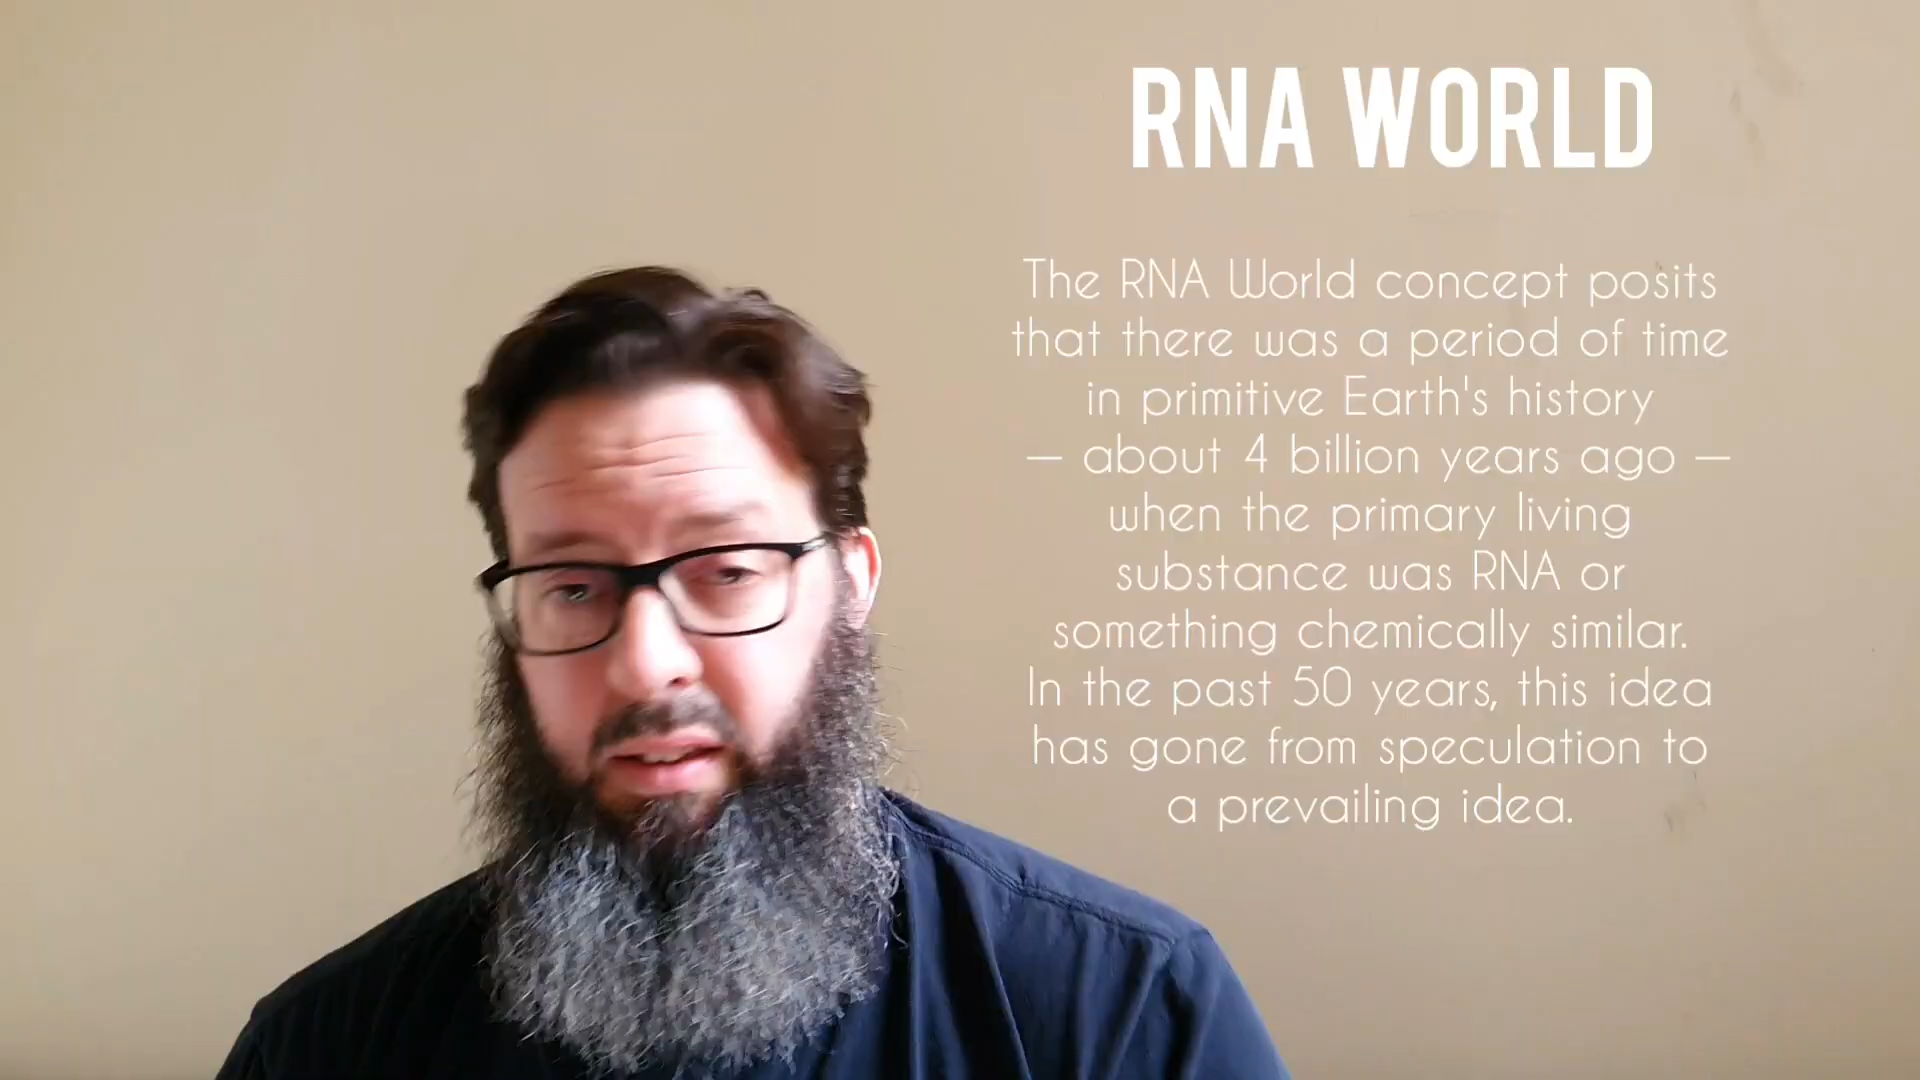 RNA WORLD
The RNA World concept posits
that there was a period of time
in primitive Earth's history
— about 4 billion years ago —
when the primary living
substance was RNA or
something chemically similar.
In the past 50 years, this idea
has gone from speculation to
a prevailing idea.